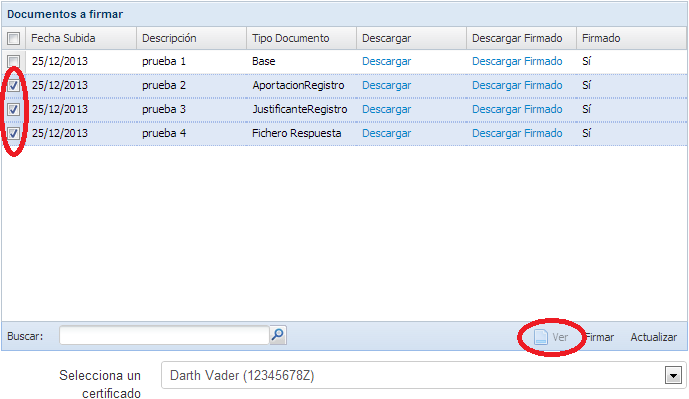 Documentos a firmar
Fecha Subida Descripción Tipo Documento Descargar Descargar Firmado Firmado
25/12/2013 prueba 1 Base Descargar Descargar Firmado Sí
25/12/2013 prueba 2 AportacionRegistro Descargar Descargar Firmado Sí
25/12/2013 prueba 3 JustificanteRegistro Descargar Descargar Firmado Sí
25/12/2013 prueba 4 Fichero Respuesta Descargar Descargar Firmado Sí
Buscar: Ver Firmar Actualizar
Selecciona un Darth Vader (12345678Z)
certificado